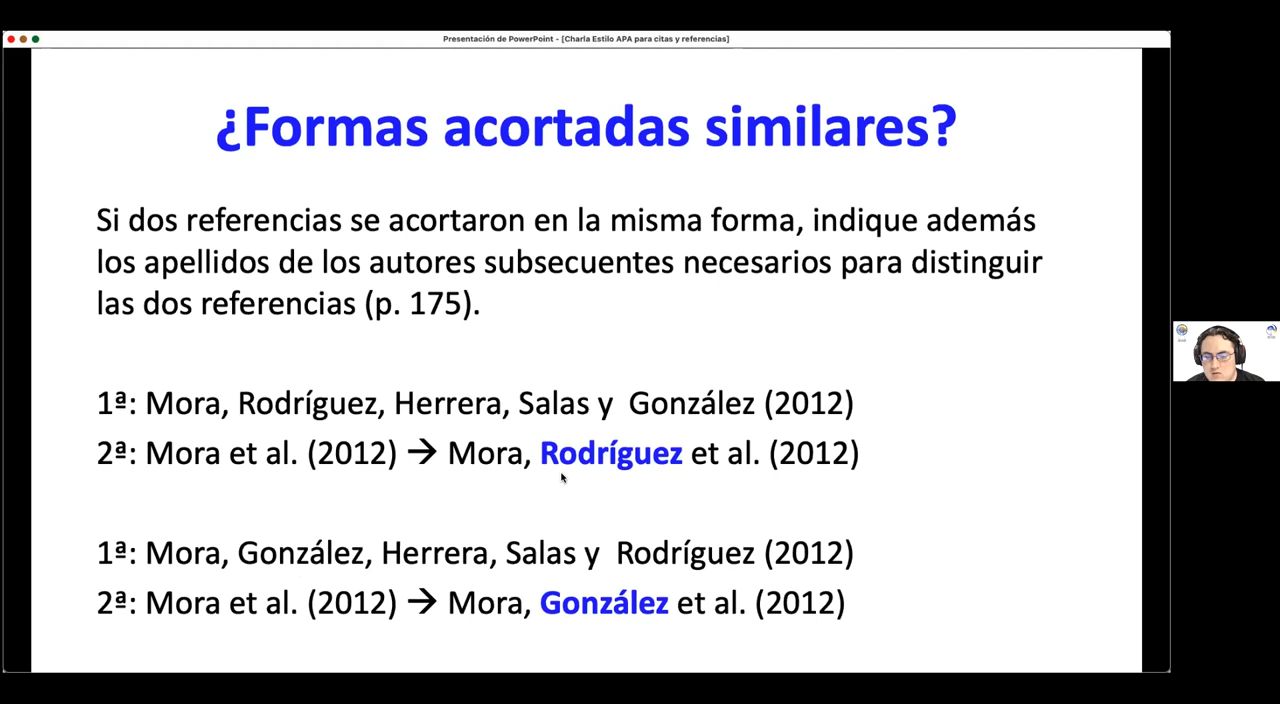 Presentación de PowerPoint - [Charla Estilo APA para citas y referencias]
¿Formas acortadas similares?
Si dos referencias se acortaron en la misma forma, indique además
los apellidos de los autores subsecuentes necesarios para distinguir
las dos referencias (p. 175).
1ª: Mora, Rodríguez, Herrera, Salas y  González (2012)
2ª: Mora et al. (2012) → Mora, Rodríguez et al. (2012)
1ª: Mora, González, Herrera, Salas y  Rodríguez (2012)
2ª: Mora et al. (2012) → Mora, González et al. (2012)